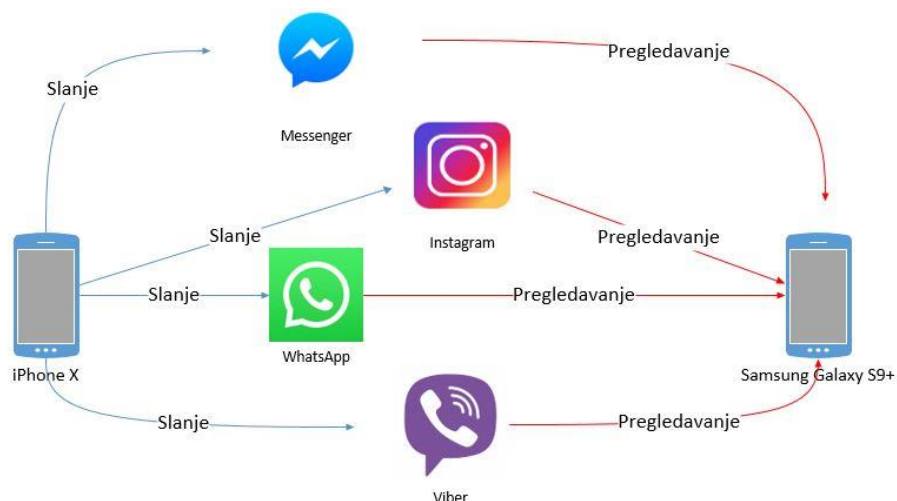 Pregledavanje
Slanje
Messenger
Slanje
Pregledavanje
Instagram
Slanje
Pregledavanje
WhatsApp
iPhone X
Samsung Galaxy S9+
Slanje
Pregledavanje
Viber